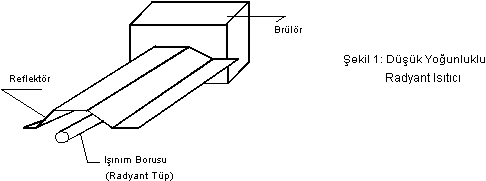 Brülör
Şekil 1: Düşük Yoğunluklu
Radyant Isıtıcı
Reflektör
Işınım Borusu
(Radyant Tüp)